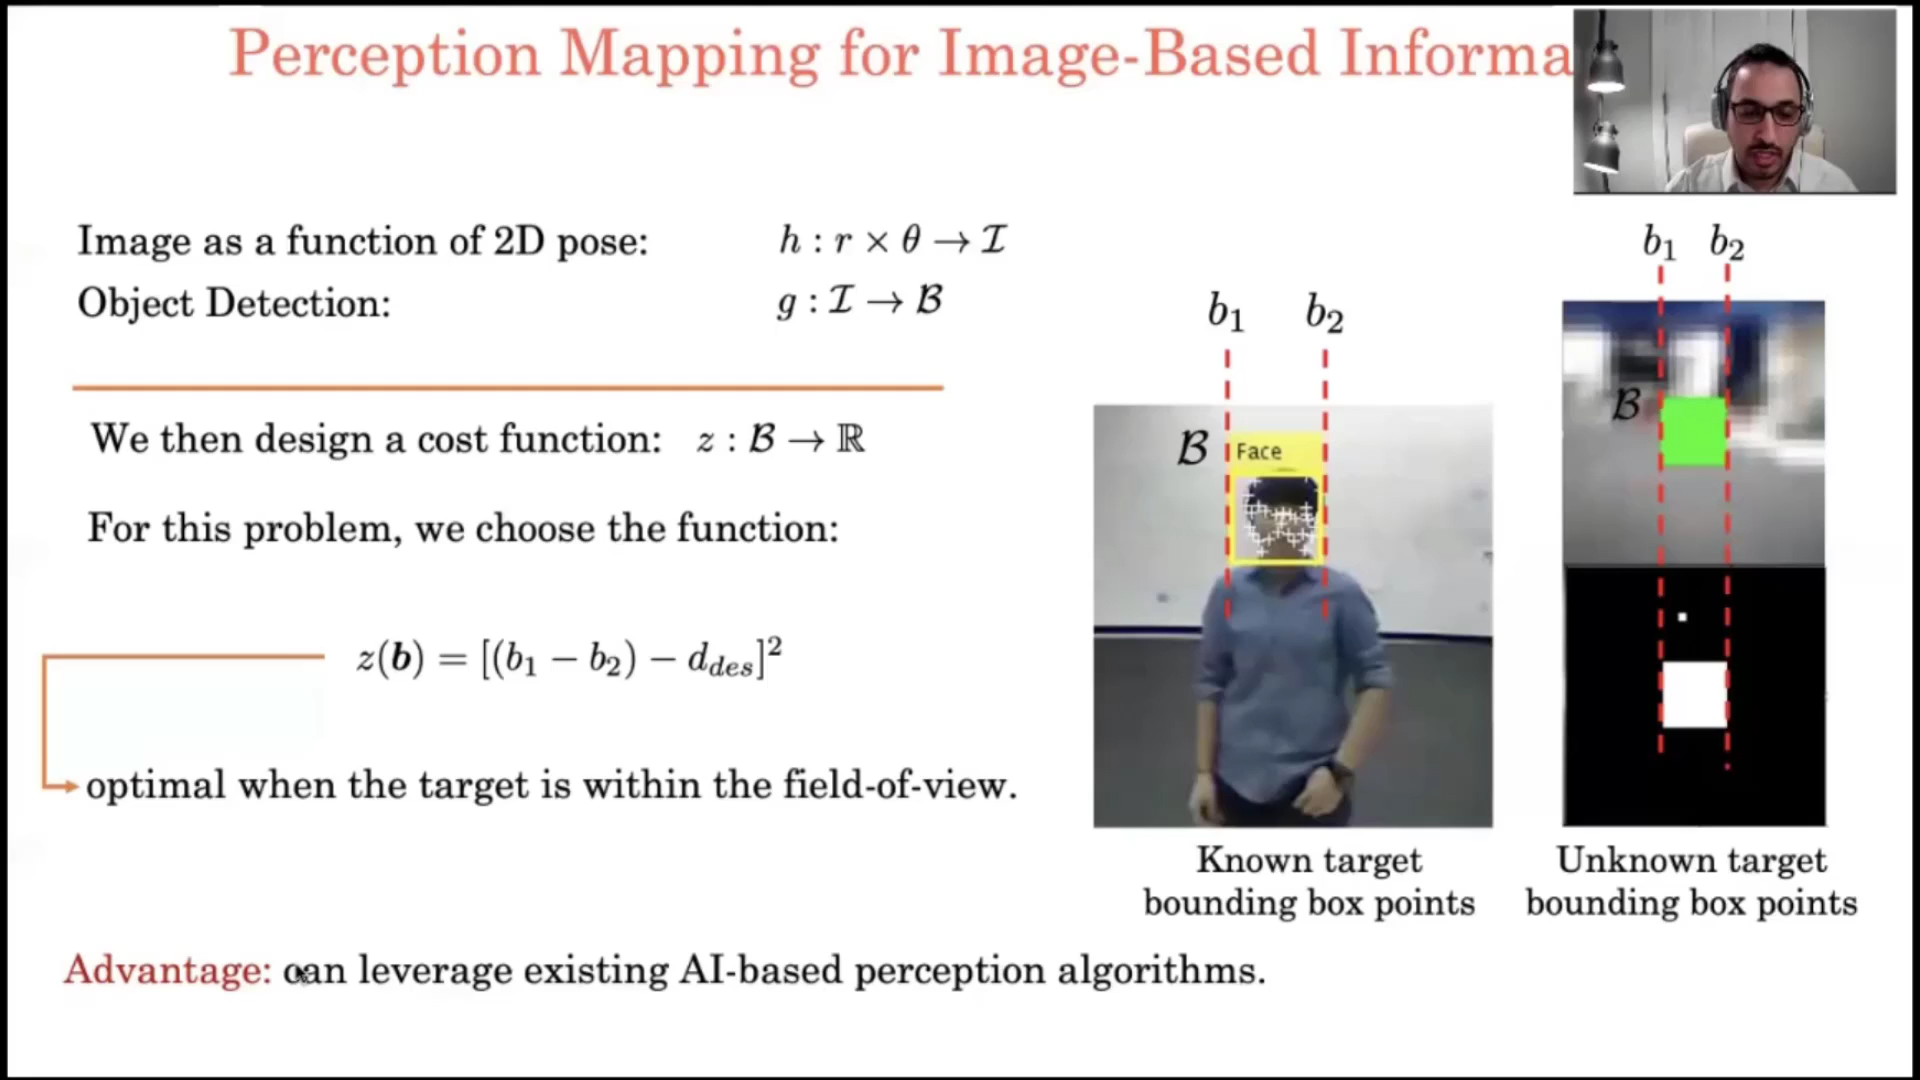 Perception Mapping for Image-Based Informa
Image as a function of 2D pose: h : r × θ → ℐ
Object Detection: g : ℐ → ℬ
We then design a cost function: z : ℬ → ℝ
For this problem, we choose the function:
z(b) = [(b₁ − b₂) − d_des]²
optimal when the target is within the field-of-view.
Advantage: can leverage existing AI-based perception algorithms.
b₁ b₂
ℬ Face
Known target
bounding box points
b₁ b₂
ℬ
Unknown target
bounding box points